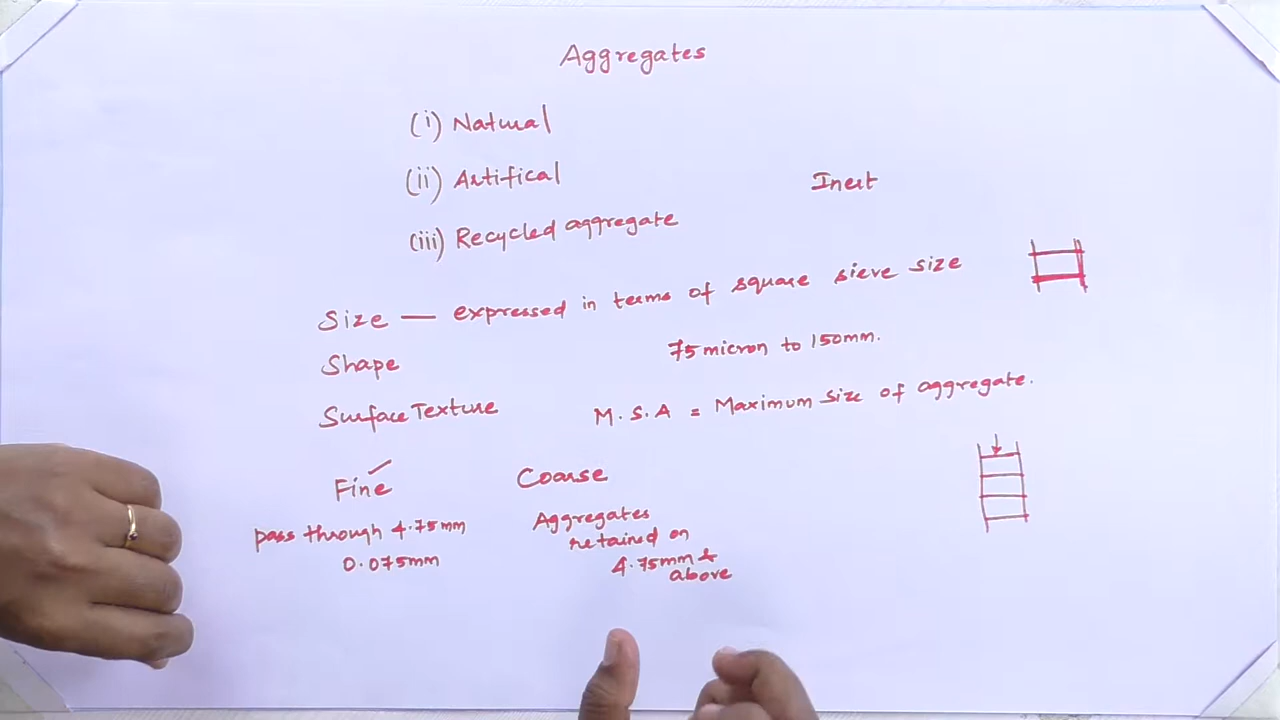 Aggregates
(i) Natural
(ii) Artifical
(iii) Recycled aggregate
Inert
Size — expressed in terms of square sieve size
Shape
75 micron to 150mm.
Surface Texture
M.S.A = Maximum size of aggregate.
Fine ✓
Coarse
pass through 4.75mm
0.075mm
Aggregates
retained on
4.75mm &
above